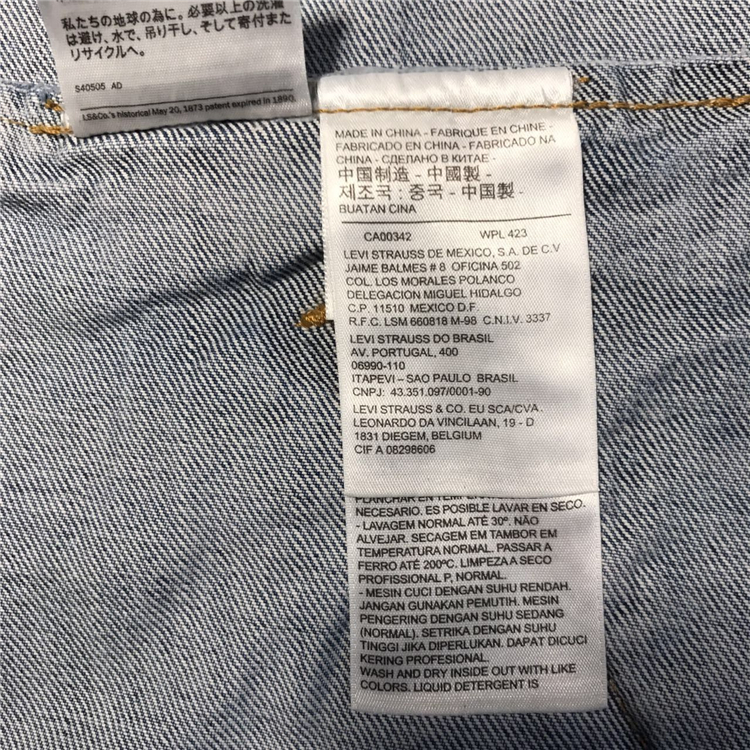 私たちの地球の為に。必要以上の洗濯
は避け、水で、吊り干し、そして寄付また
リサイクルへ。
S40505 AD
LS&Co.'s historical May 20, 1873 patent expired in 1890.
MADE IN CHINA - FABRIQUE EN CHINE -
FABRICADO EN CHINA - FABRICADO NA
CHINA - СДЕЛАНО В КИТАЕ -
中国制造 - 中國製 -
제조국 : 중국 - 中国製 -
BUATAN CINA
CA00342 WPL 423
LEVI STRAUSS DE MEXICO, S.A. DE C.V
JAIME BALMES # 8 OFICINA 502
COL. LOS MORALES POLANCO
DELEGACION MIGUEL HIDALGO
C.P. 11510 MEXICO D.F.
R.F.C. LSM 660818 M-98 C.N.I.V. 3337
LEVI STRAUSS DO BRASIL
AV. PORTUGAL, 400
06990-110
ITAPEVI – SAO PAULO BRASIL
CNPJ: 43.351.097/0001-90
LEVI STRAUSS & CO. EU SCA/CVA.
LEONARDO DA VINCILAAN, 19 - D
1831 DIEGEM, BELGIUM
CIF A 08298606
PLANCHAR EN
NECESARIO. ES POSIBLE LAVAR EN SECO.
- LAVAGEM NORMAL ATÉ 30º. NÃO
ALVEJAR. SECAGEM EM TAMBOR EM
TEMPERATURA NORMAL. PASSAR A
FERRO ATÉ 200ºC. LIMPEZA A SECO
PROFISSIONAL P, NORMAL.
- MESIN CUCI DENGAN SUHU RENDAH.
JANGAN GUNAKAN PEMUTIH. MESIN
PENGERING DENGAN SUHU SEDANG
(NORMAL). SETRIKA DENGAN SUHU
TINGGI JIKA DIPERLUKAN. DAPAT DICUCI
KERING PROFESIONAL.
WASH AND DRY INSIDE OUT WITH LIKE
COLORS. LIQUID DETERGENT IS